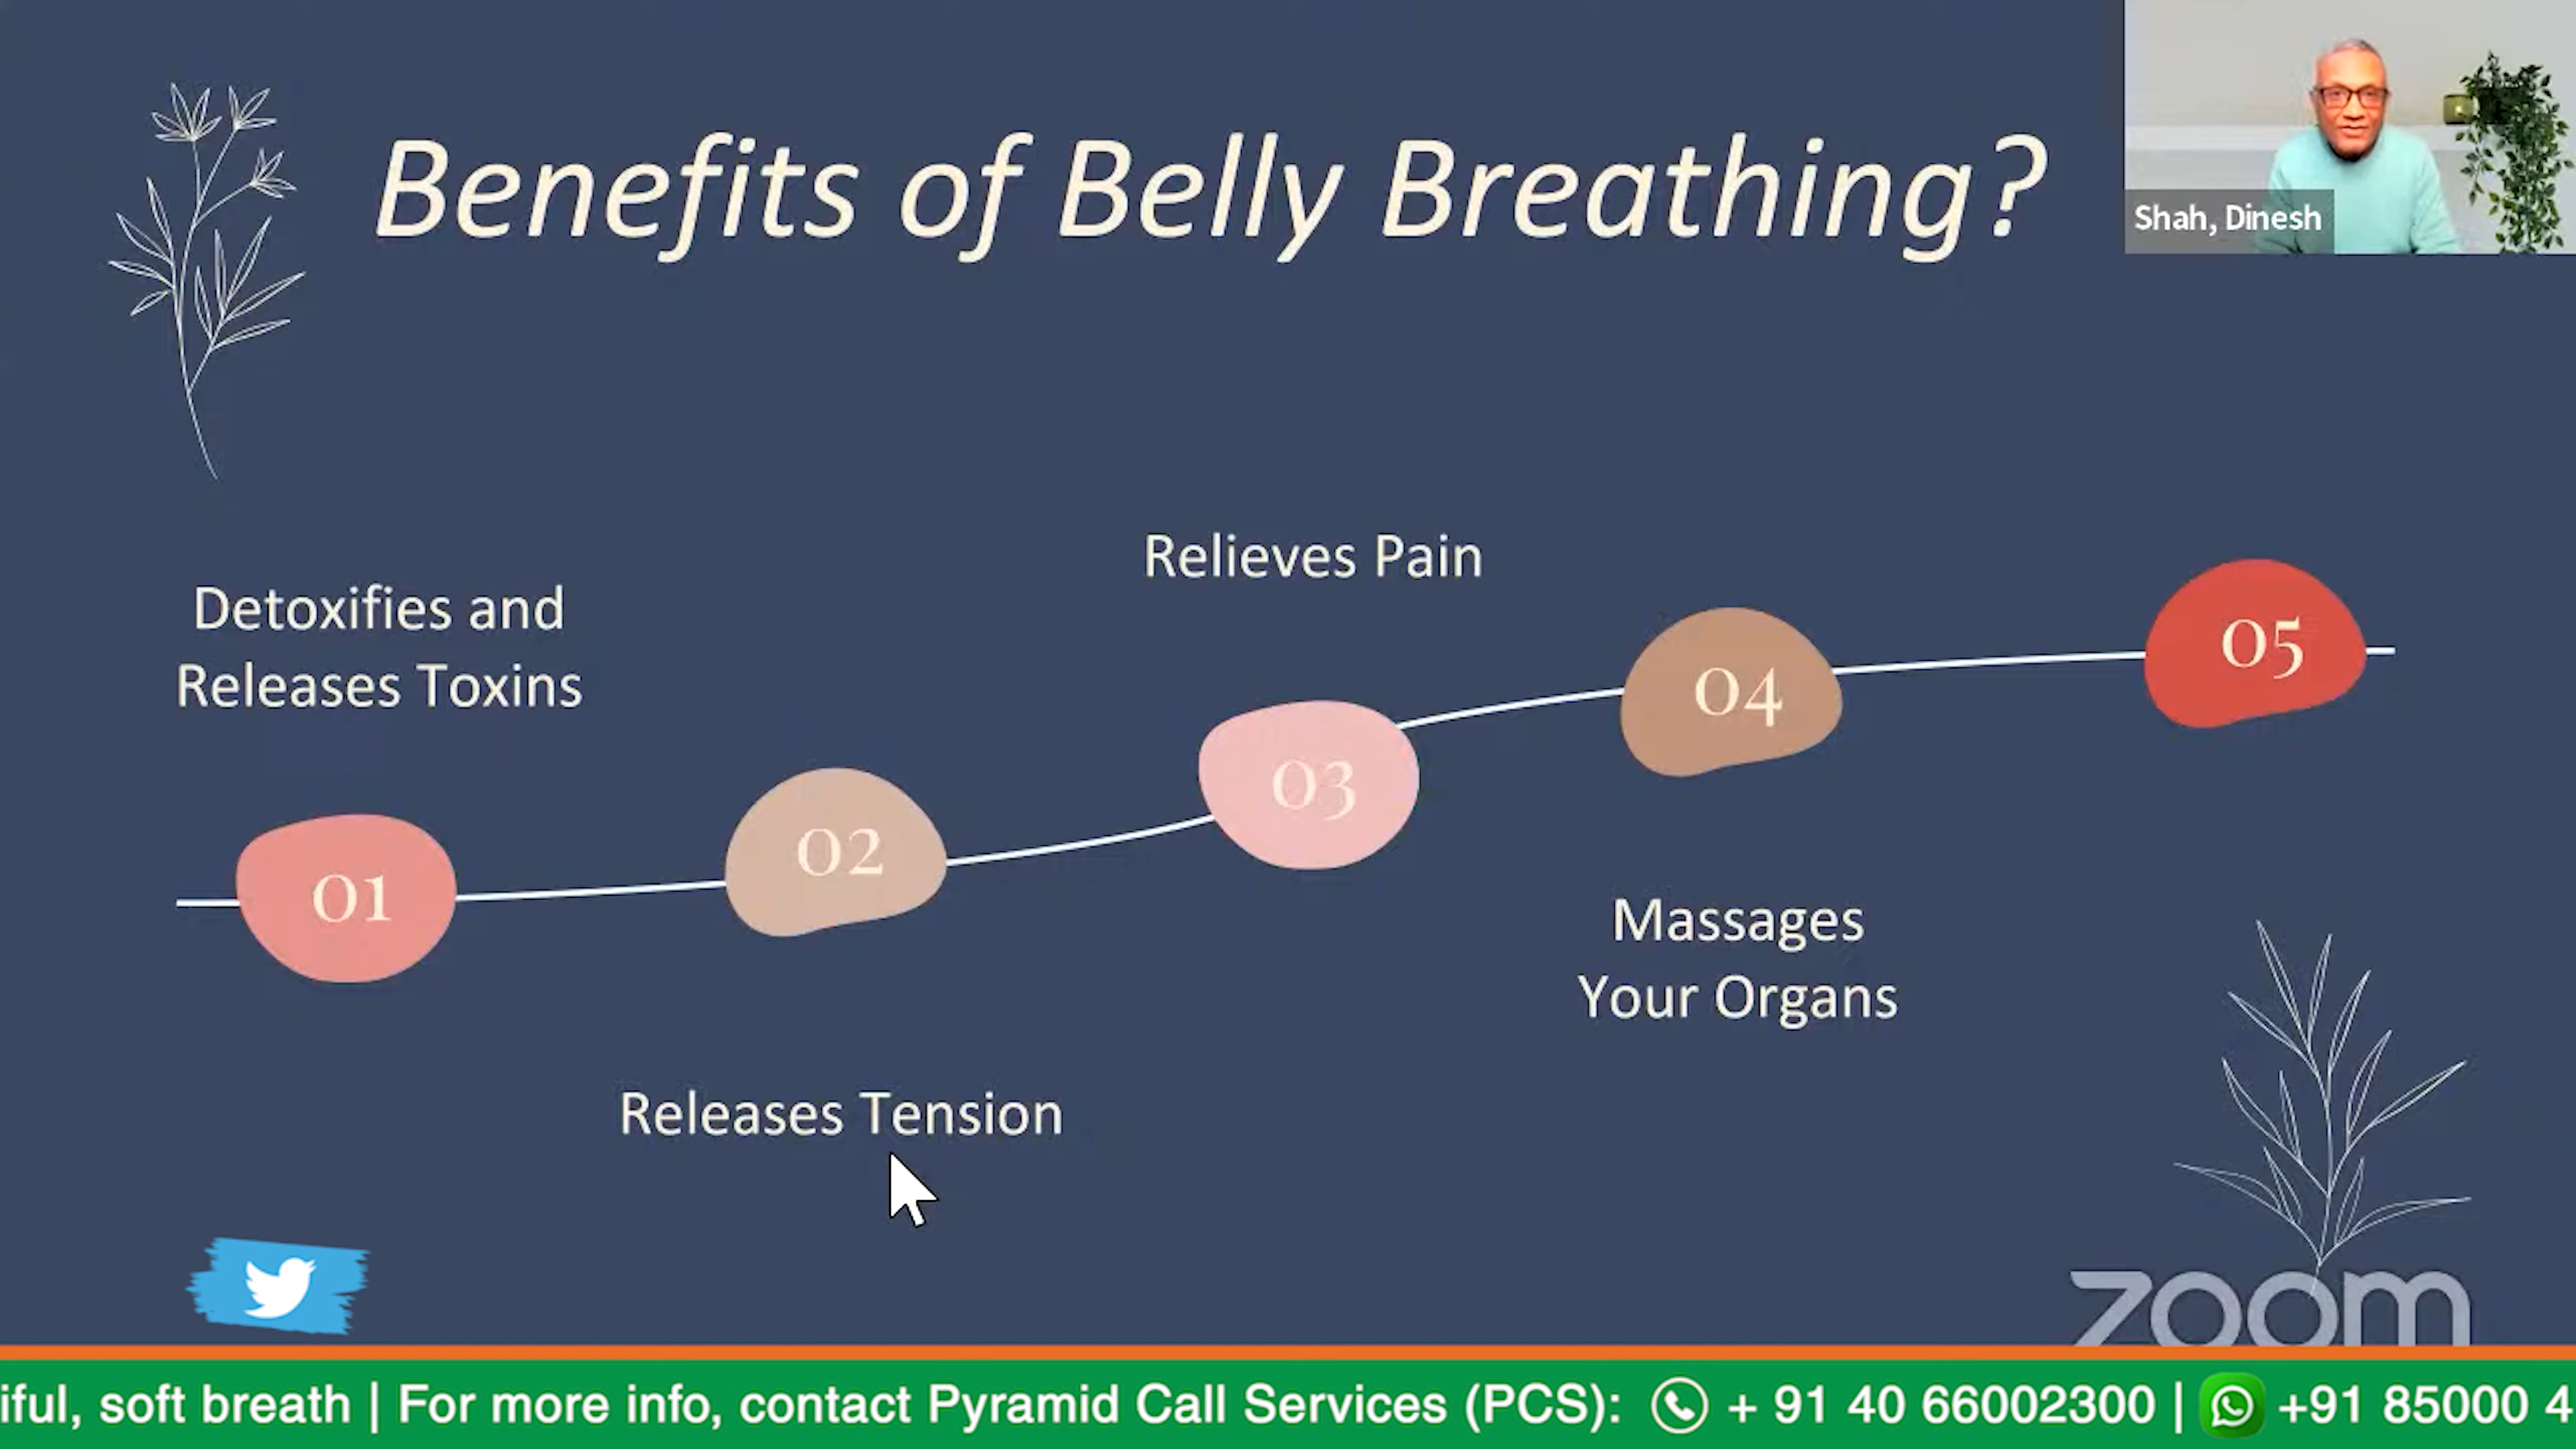 Benefits of Belly Breathing?
Shah, Dinesh
Relieves Pain
Detoxifies and
Releases Toxins
01
02
03
04
05
Massages
Your Organs
Releases Tension
zoom
iful, soft breath | For more info, contact Pyramid Call Services (PCS): + 91 40 66002300 | +91 85000 4